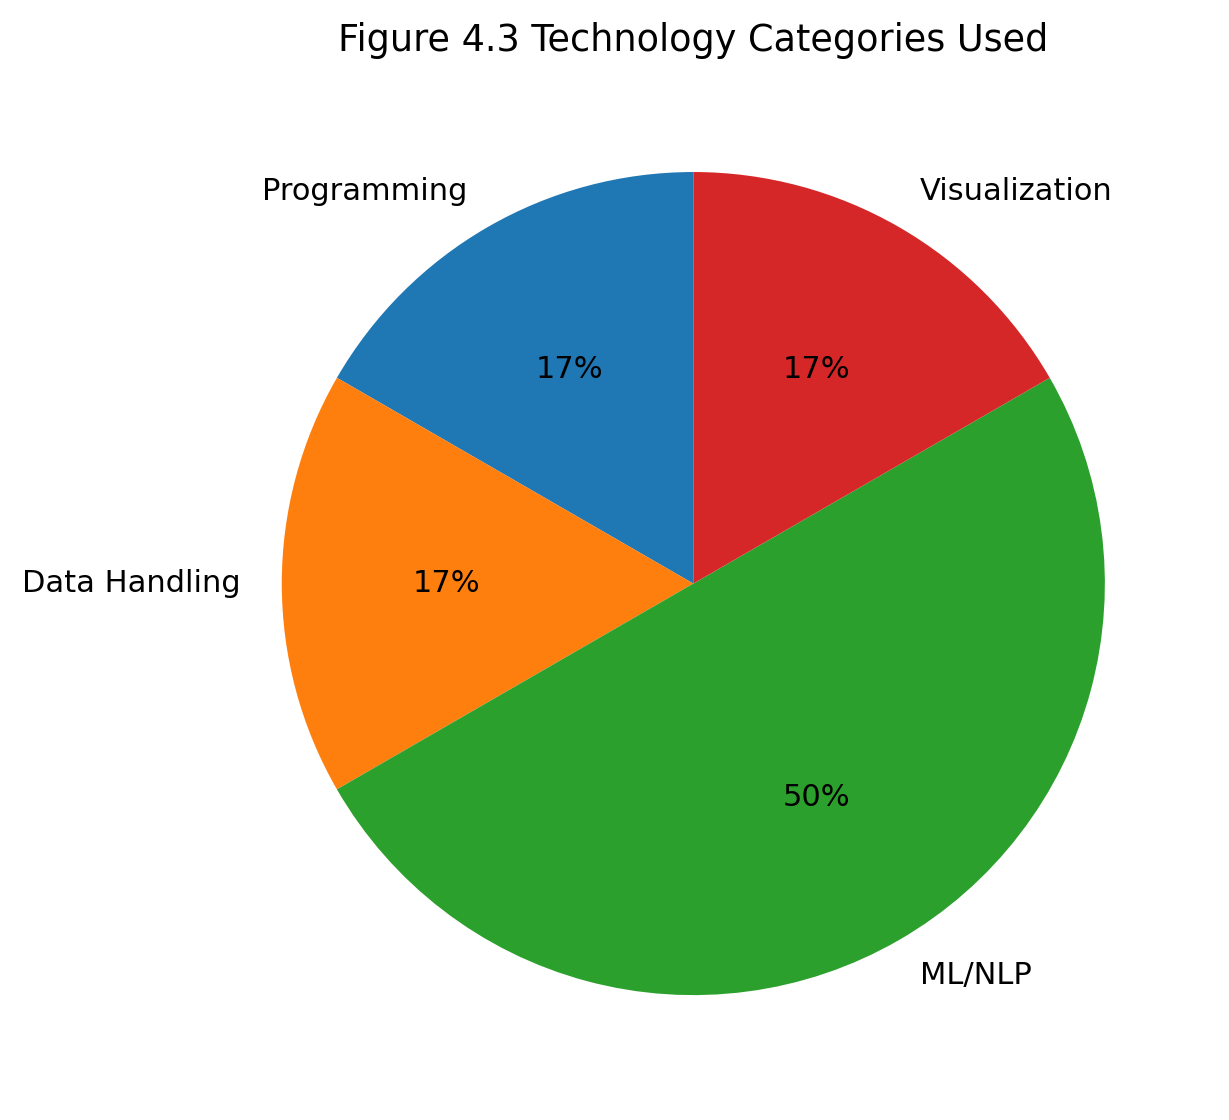 Figure 4.3 Technology Categories Used
Programming
Visualization
17%
17%
Data Handling
17%
50%
ML/NLP